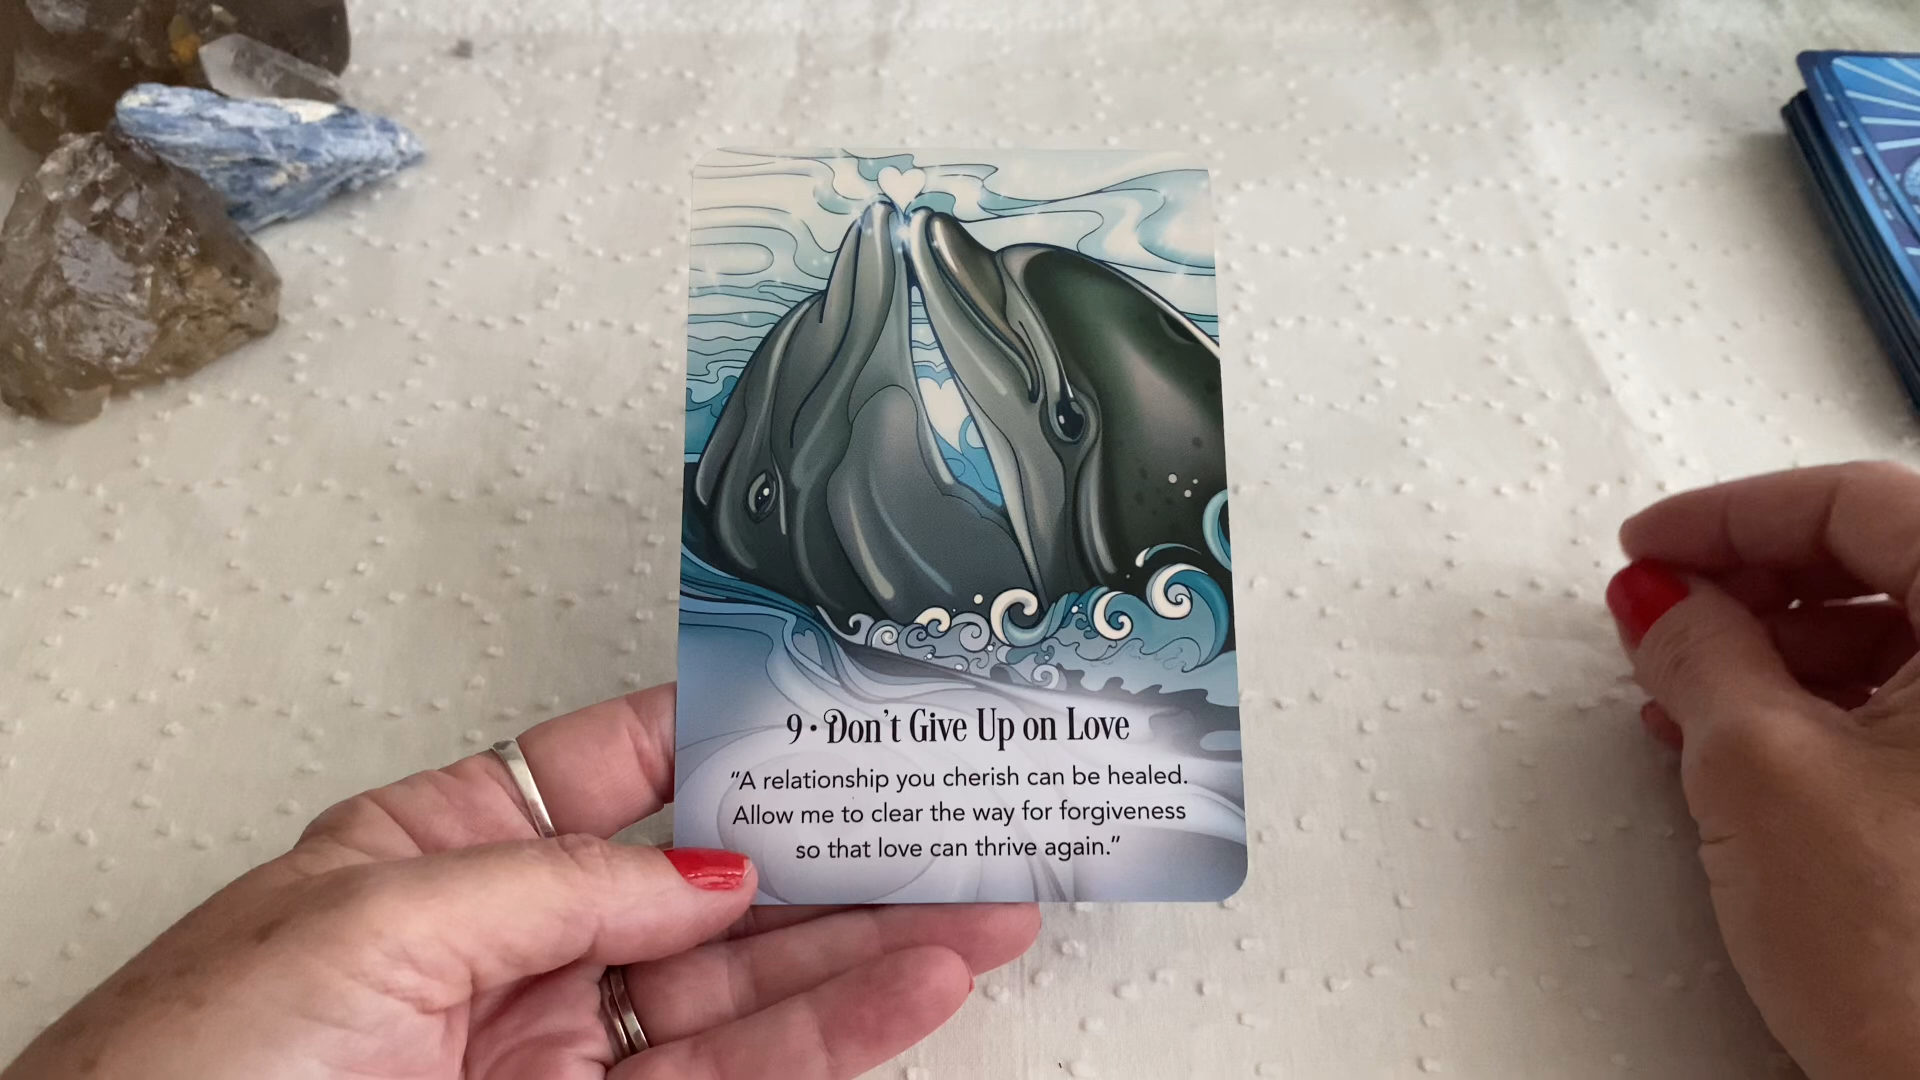 9 • Don't Give Up on Love
"A relationship you cherish can be healed.
Allow me to clear the way for forgiveness
so that love can thrive again."